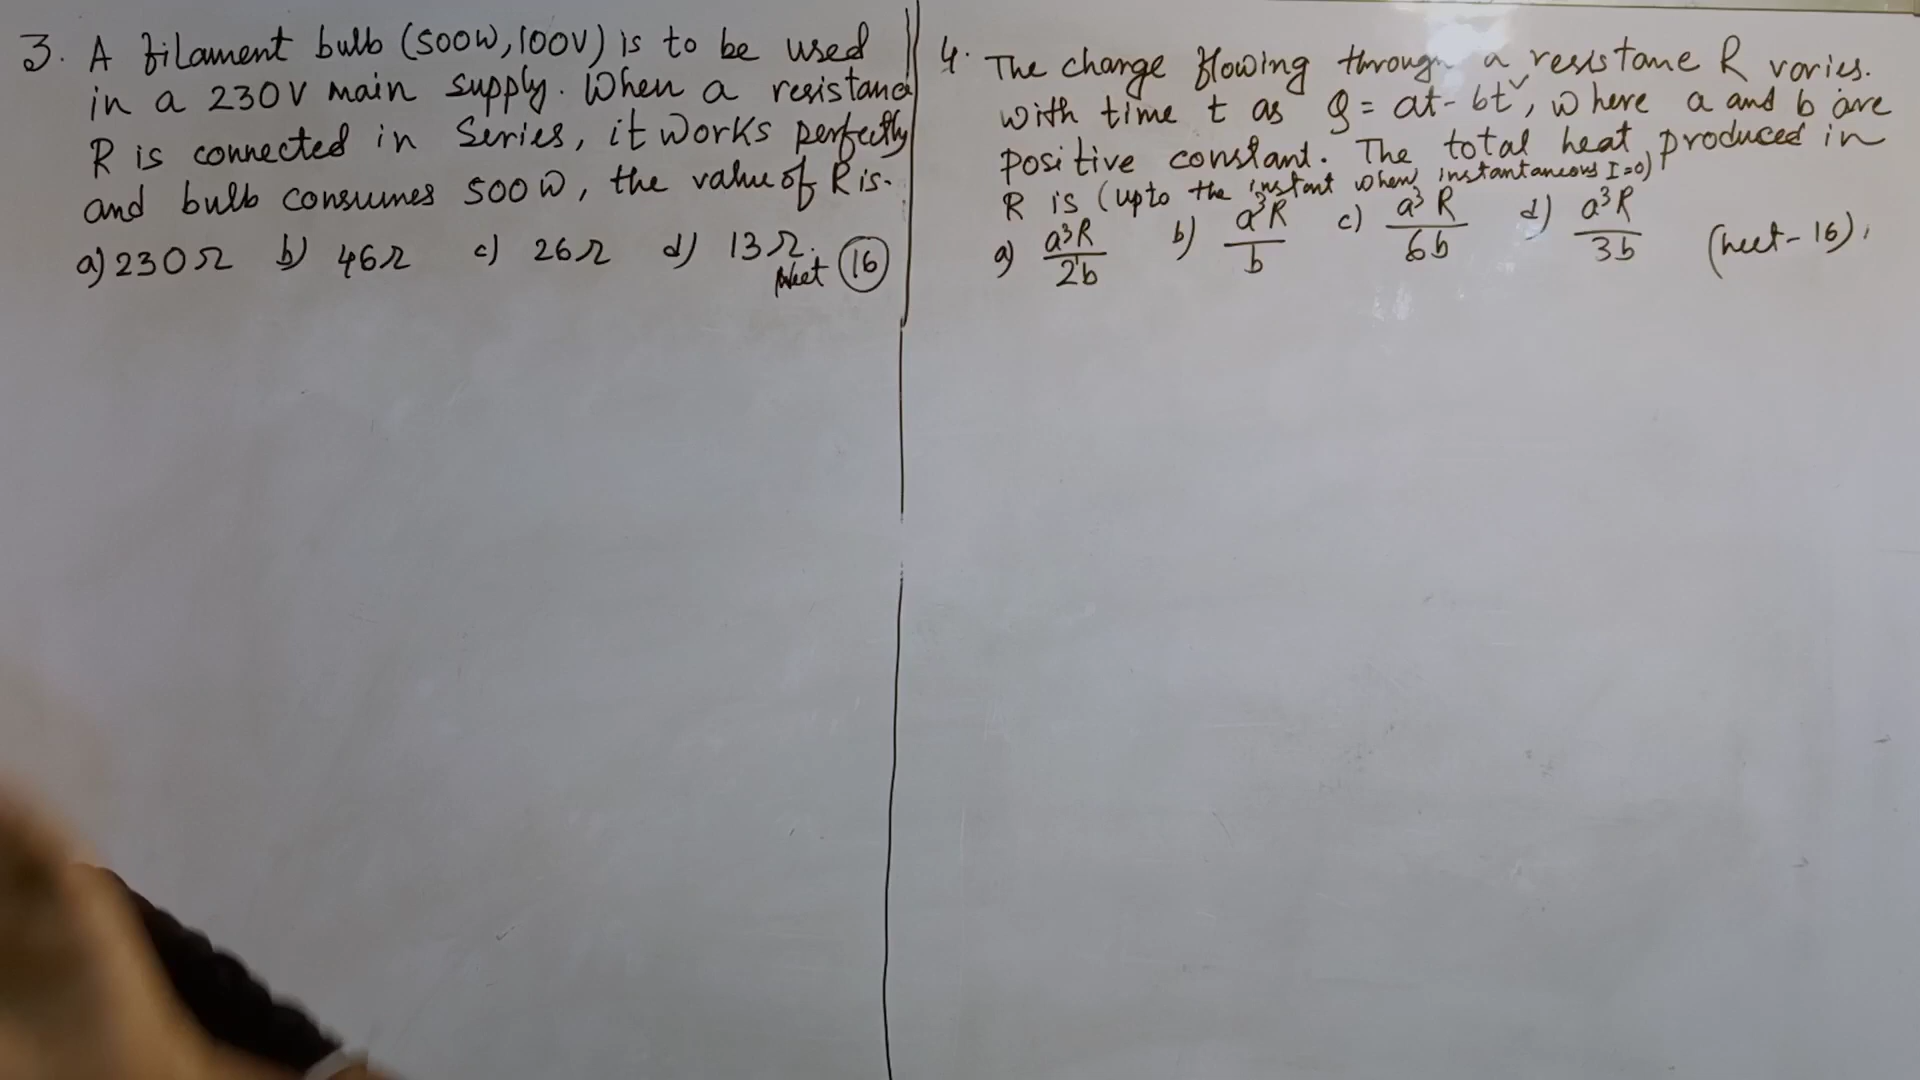 3. A filament bulb (500W, 100V) is to be used
in a 230V main supply. When a resistance
R is connected in Series, it works perfectly
and bulb consumes 500W, the value of R is.
a) 230Ω b) 46Ω c) 26Ω d) 13Ω.
Neet (16)
4. The charge flowing through a resistance R varies.
with time t as Q = at - bt², where a and b are
positive constant. The total heat produced in
R is (upto the instant when instantaneous I=0)
a) a³R/2b b) a³R/b c) a³R/6b d) a³R/3b (neet-16).